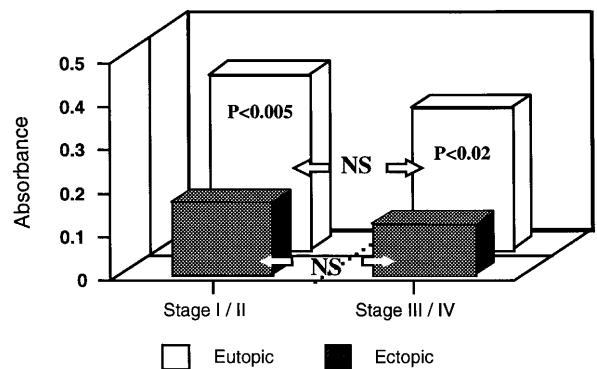 0.5
0.4
0.3
0.2
0.1
0
Absorbance
P<0.005
NS
P<0.02
NS
Stage I / II
Stage III / IV
Eutopic
Ectopic